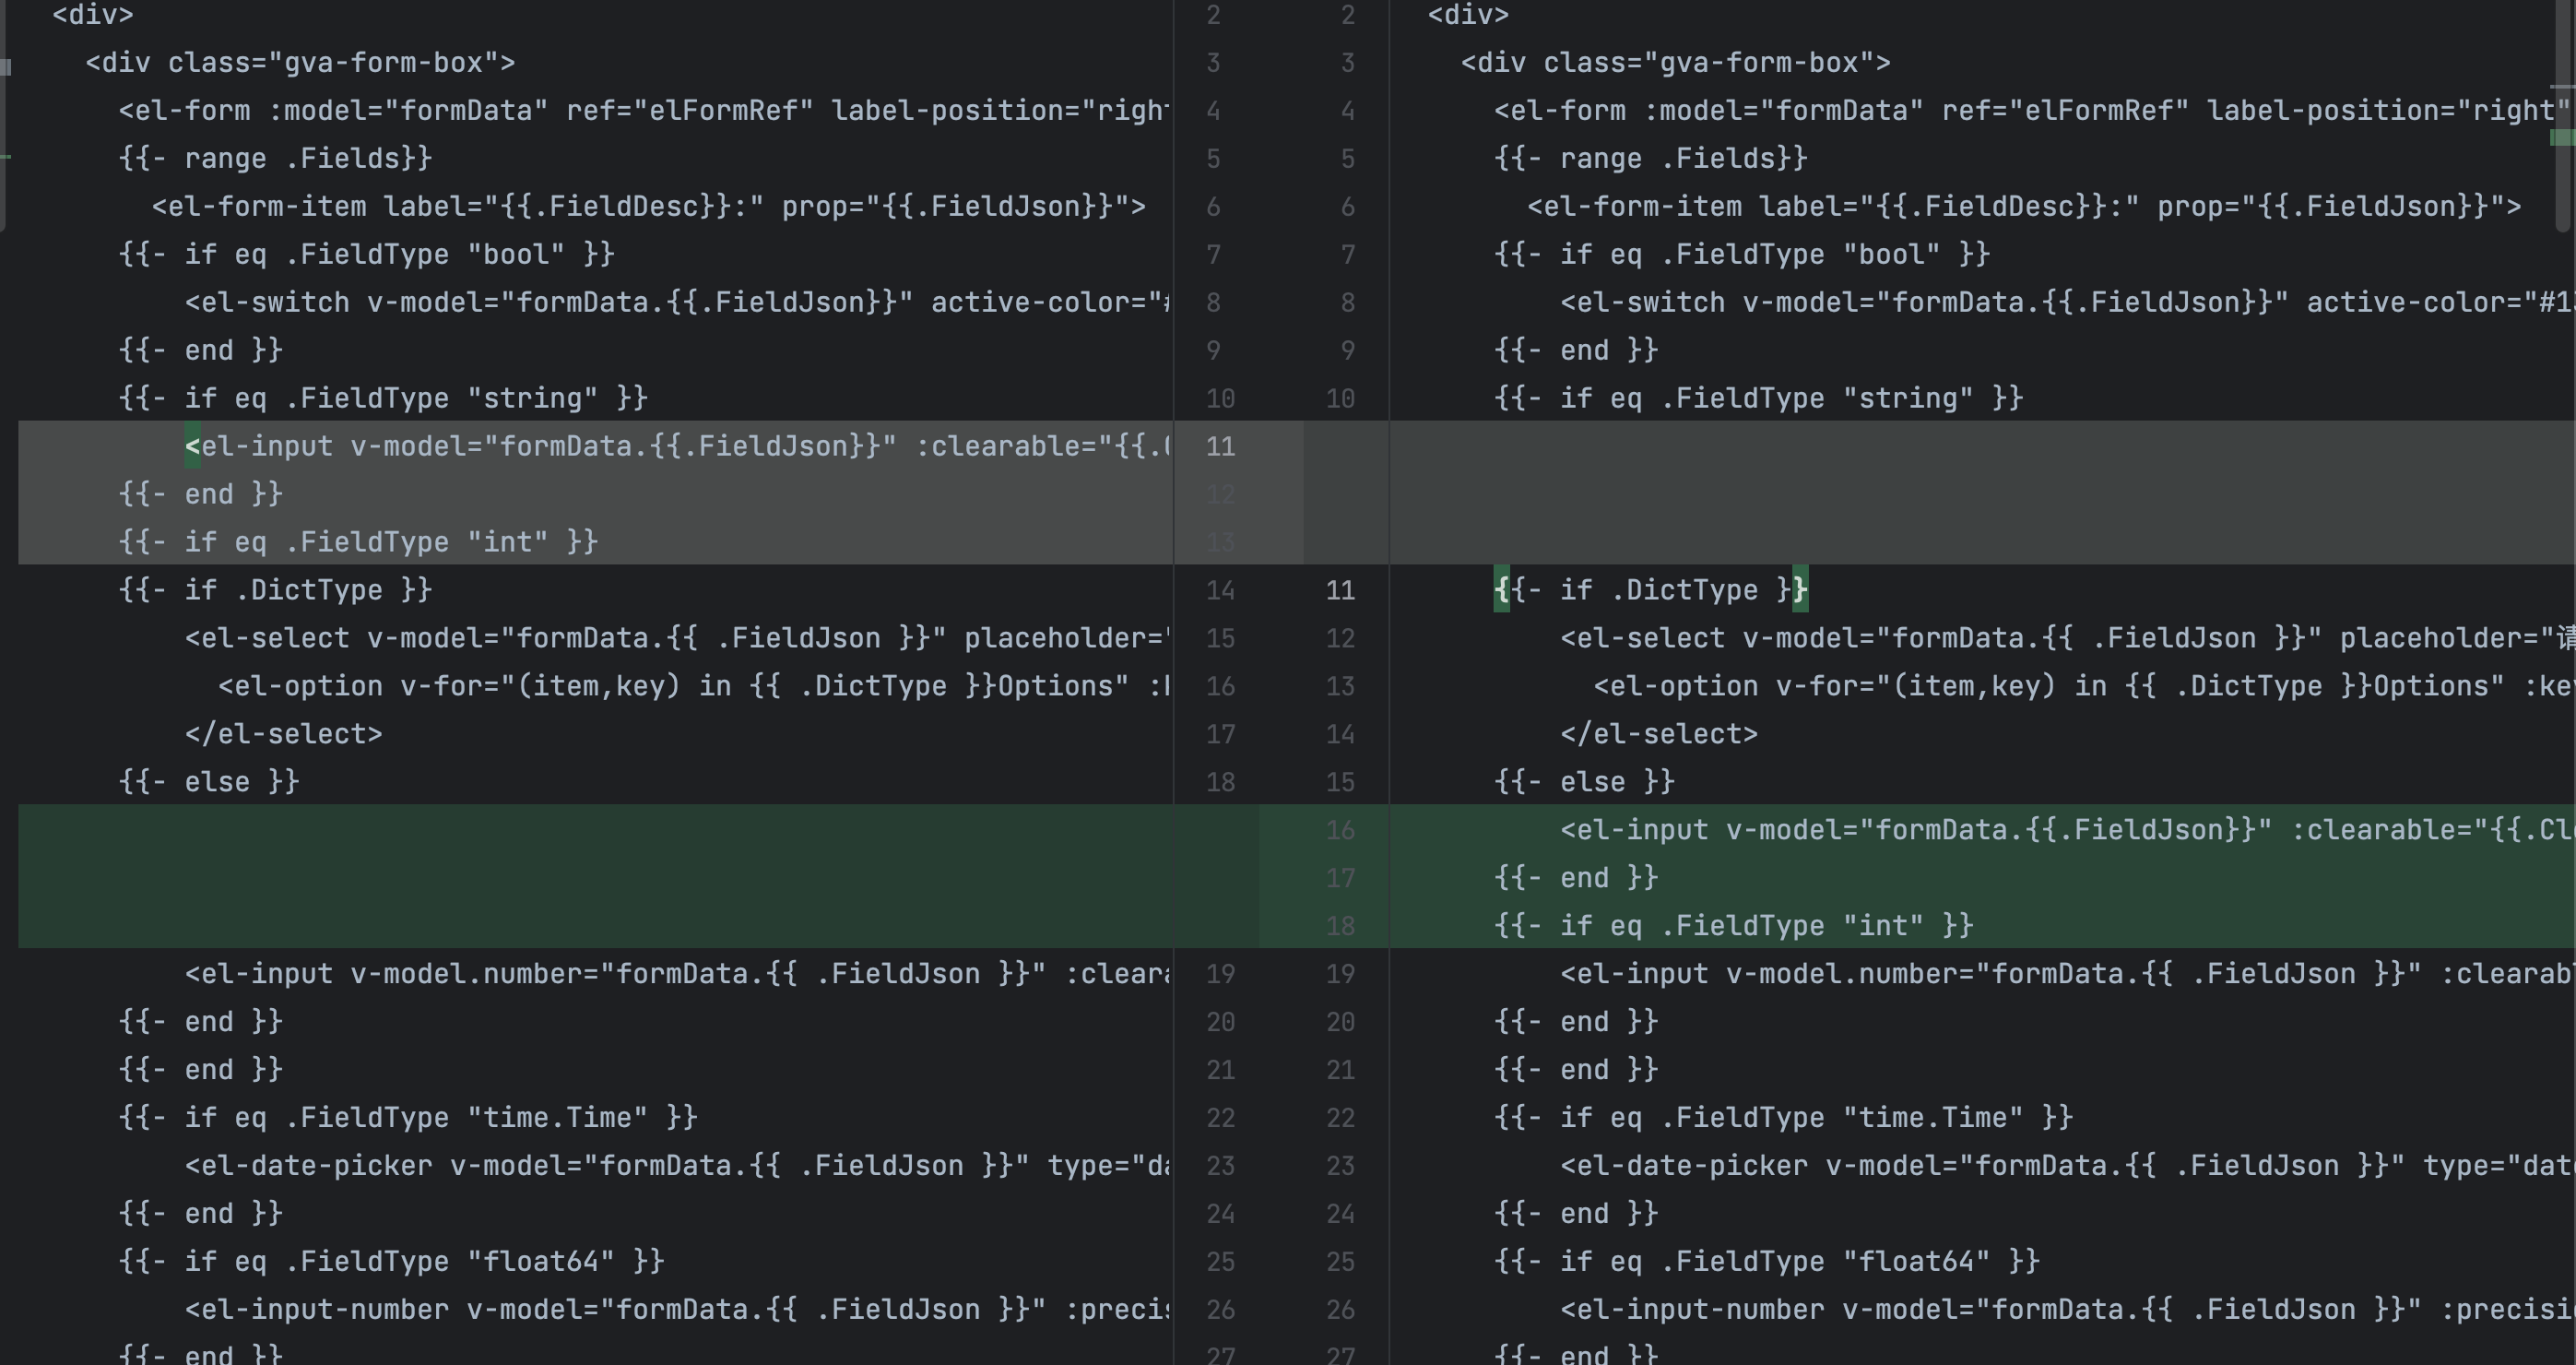 <div>
<div class="gva-form-box">
<el-form :model="formData" ref="elFormRef" label-position="righ
{{- range .Fields}}
<el-form-item label="{{.FieldDesc}}:" prop="{{.FieldJson}}">
{{- if eq .FieldType "bool" }}
<el-switch v-model="formData.{{.FieldJson}}" active-color="#
{{- end }}
{{- if eq .FieldType "string" }}
<el-input v-model="formData.{{.FieldJson}}" :clearable="{{.
{{- end }}
{{- if eq .FieldType "int" }}
{{- if .DictType }}
<el-select v-model="formData.{{ .FieldJson }}" placeholder="
<el-option v-for="(item,key) in {{ .DictType }}Options" :
</el-select>
{{- else }}
<el-input v-model.number="formData.{{ .FieldJson }}" :clear
{{- end }}
{{- end }}
{{- if eq .FieldType "time.Time" }}
<el-date-picker v-model="formData.{{ .FieldJson }}" type="d
{{- end }}
{{- if eq .FieldType "float64" }}
<el-input-number v-model="formData.{{ .FieldJson }}" :preci
{{- end }}
2
3
4
5
6
7
8
9
10
11
12
13
14
15
16
17
18
19
20
21
22
23
24
25
26
27
2
3
4
5
6
7
8
9
10
11
12
13
14
15
16
17
18
19
20
21
22
23
24
25
26
27
<div>
<div class="gva-form-box">
<el-form :model="formData" ref="elFormRef" label-position="right"
{{- range .Fields}}
<el-form-item label="{{.FieldDesc}}:" prop="{{.FieldJson}}">
{{- if eq .FieldType "bool" }}
<el-switch v-model="formData.{{.FieldJson}}" active-color="#1
{{- end }}
{{- if eq .FieldType "string" }}
{{- if .DictType }}
<el-select v-model="formData.{{ .FieldJson }}" placeholder="请
<el-option v-for="(item,key) in {{ .DictType }}Options" :ke
</el-select>
{{- else }}
<el-input v-model="formData.{{.FieldJson}}" :clearable="{{.Cl
{{- end }}
{{- if eq .FieldType "int" }}
<el-input v-model.number="formData.{{ .FieldJson }}" :clearab
{{- end }}
{{- end }}
{{- if eq .FieldType "time.Time" }}
<el-date-picker v-model="formData.{{ .FieldJson }}" type="dat
{{- end }}
{{- if eq .FieldType "float64" }}
<el-input-number v-model="formData.{{ .FieldJson }}" :precisi
{{- end }}